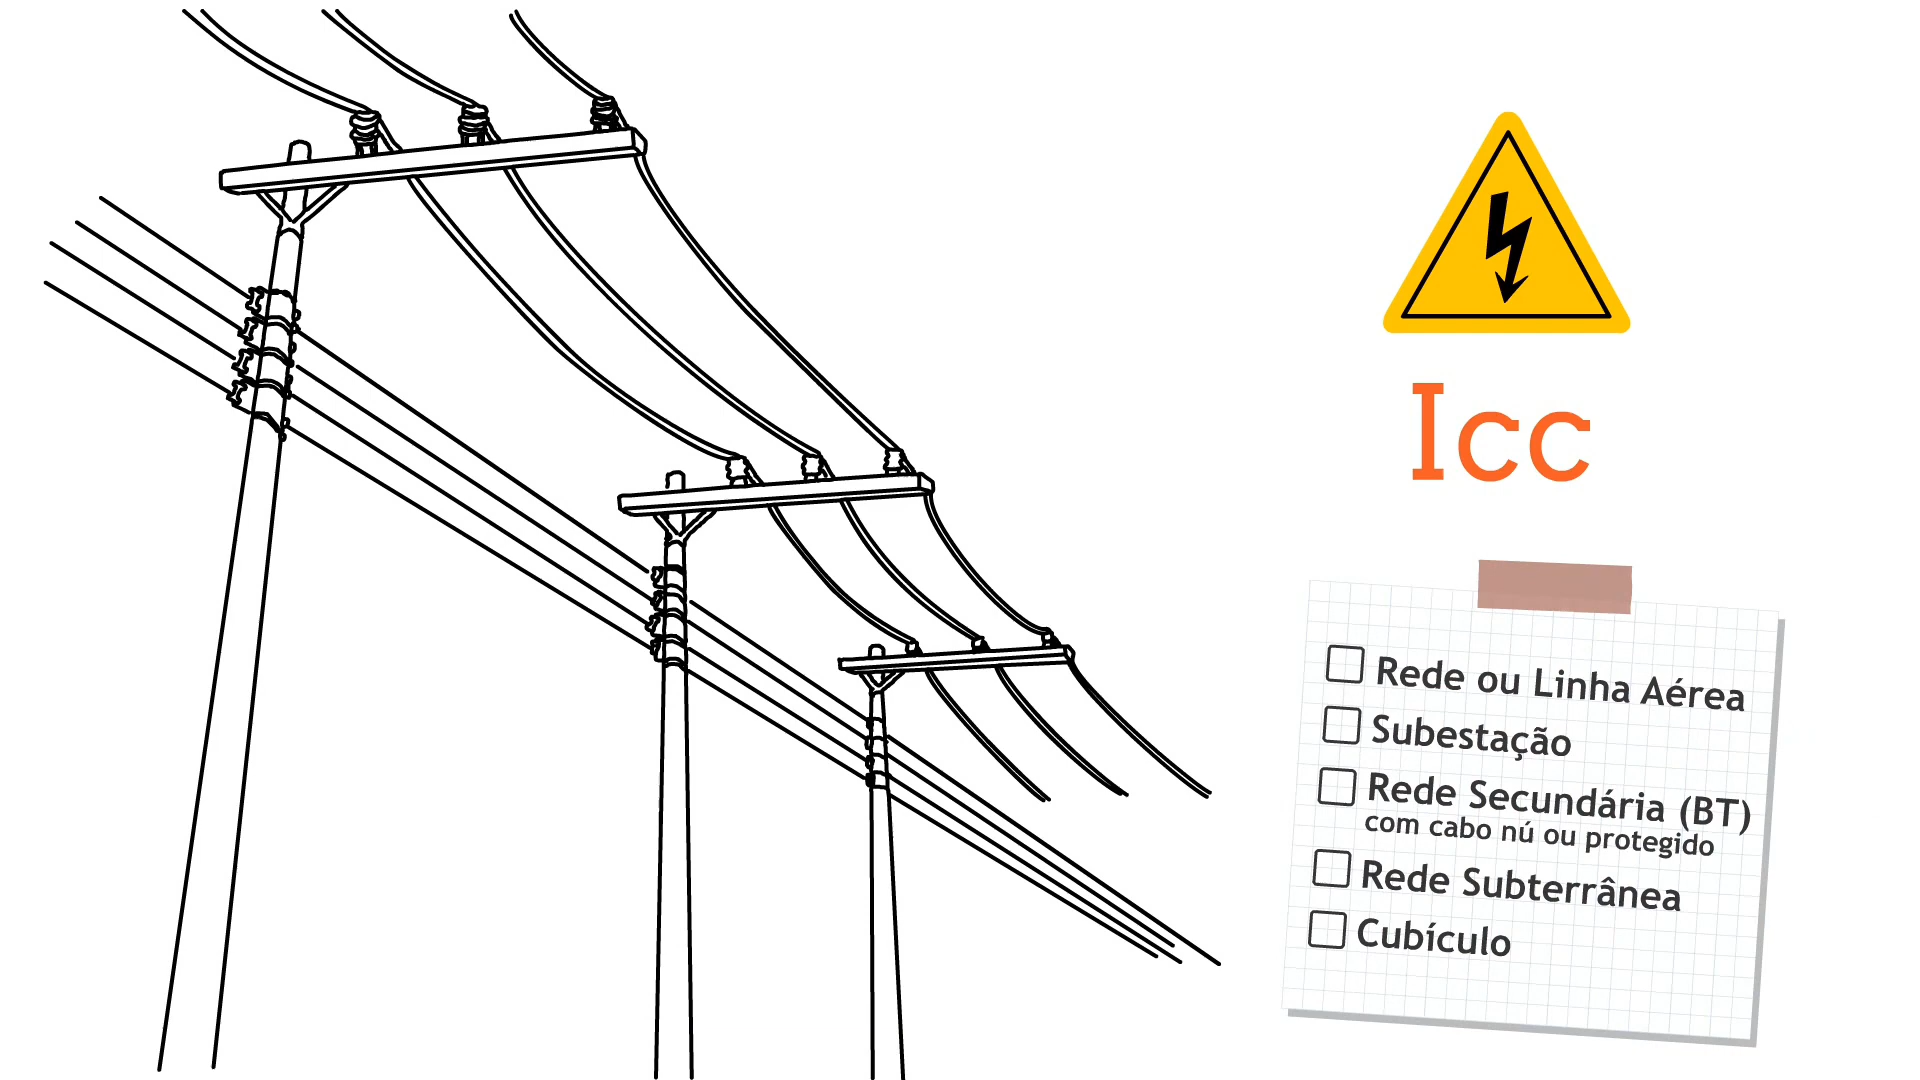 Icc
Rede ou Linha Aérea
Subestação
Rede Secundária (BT)
com cabo nú ou protegido
Rede Subterrânea
Cubículo